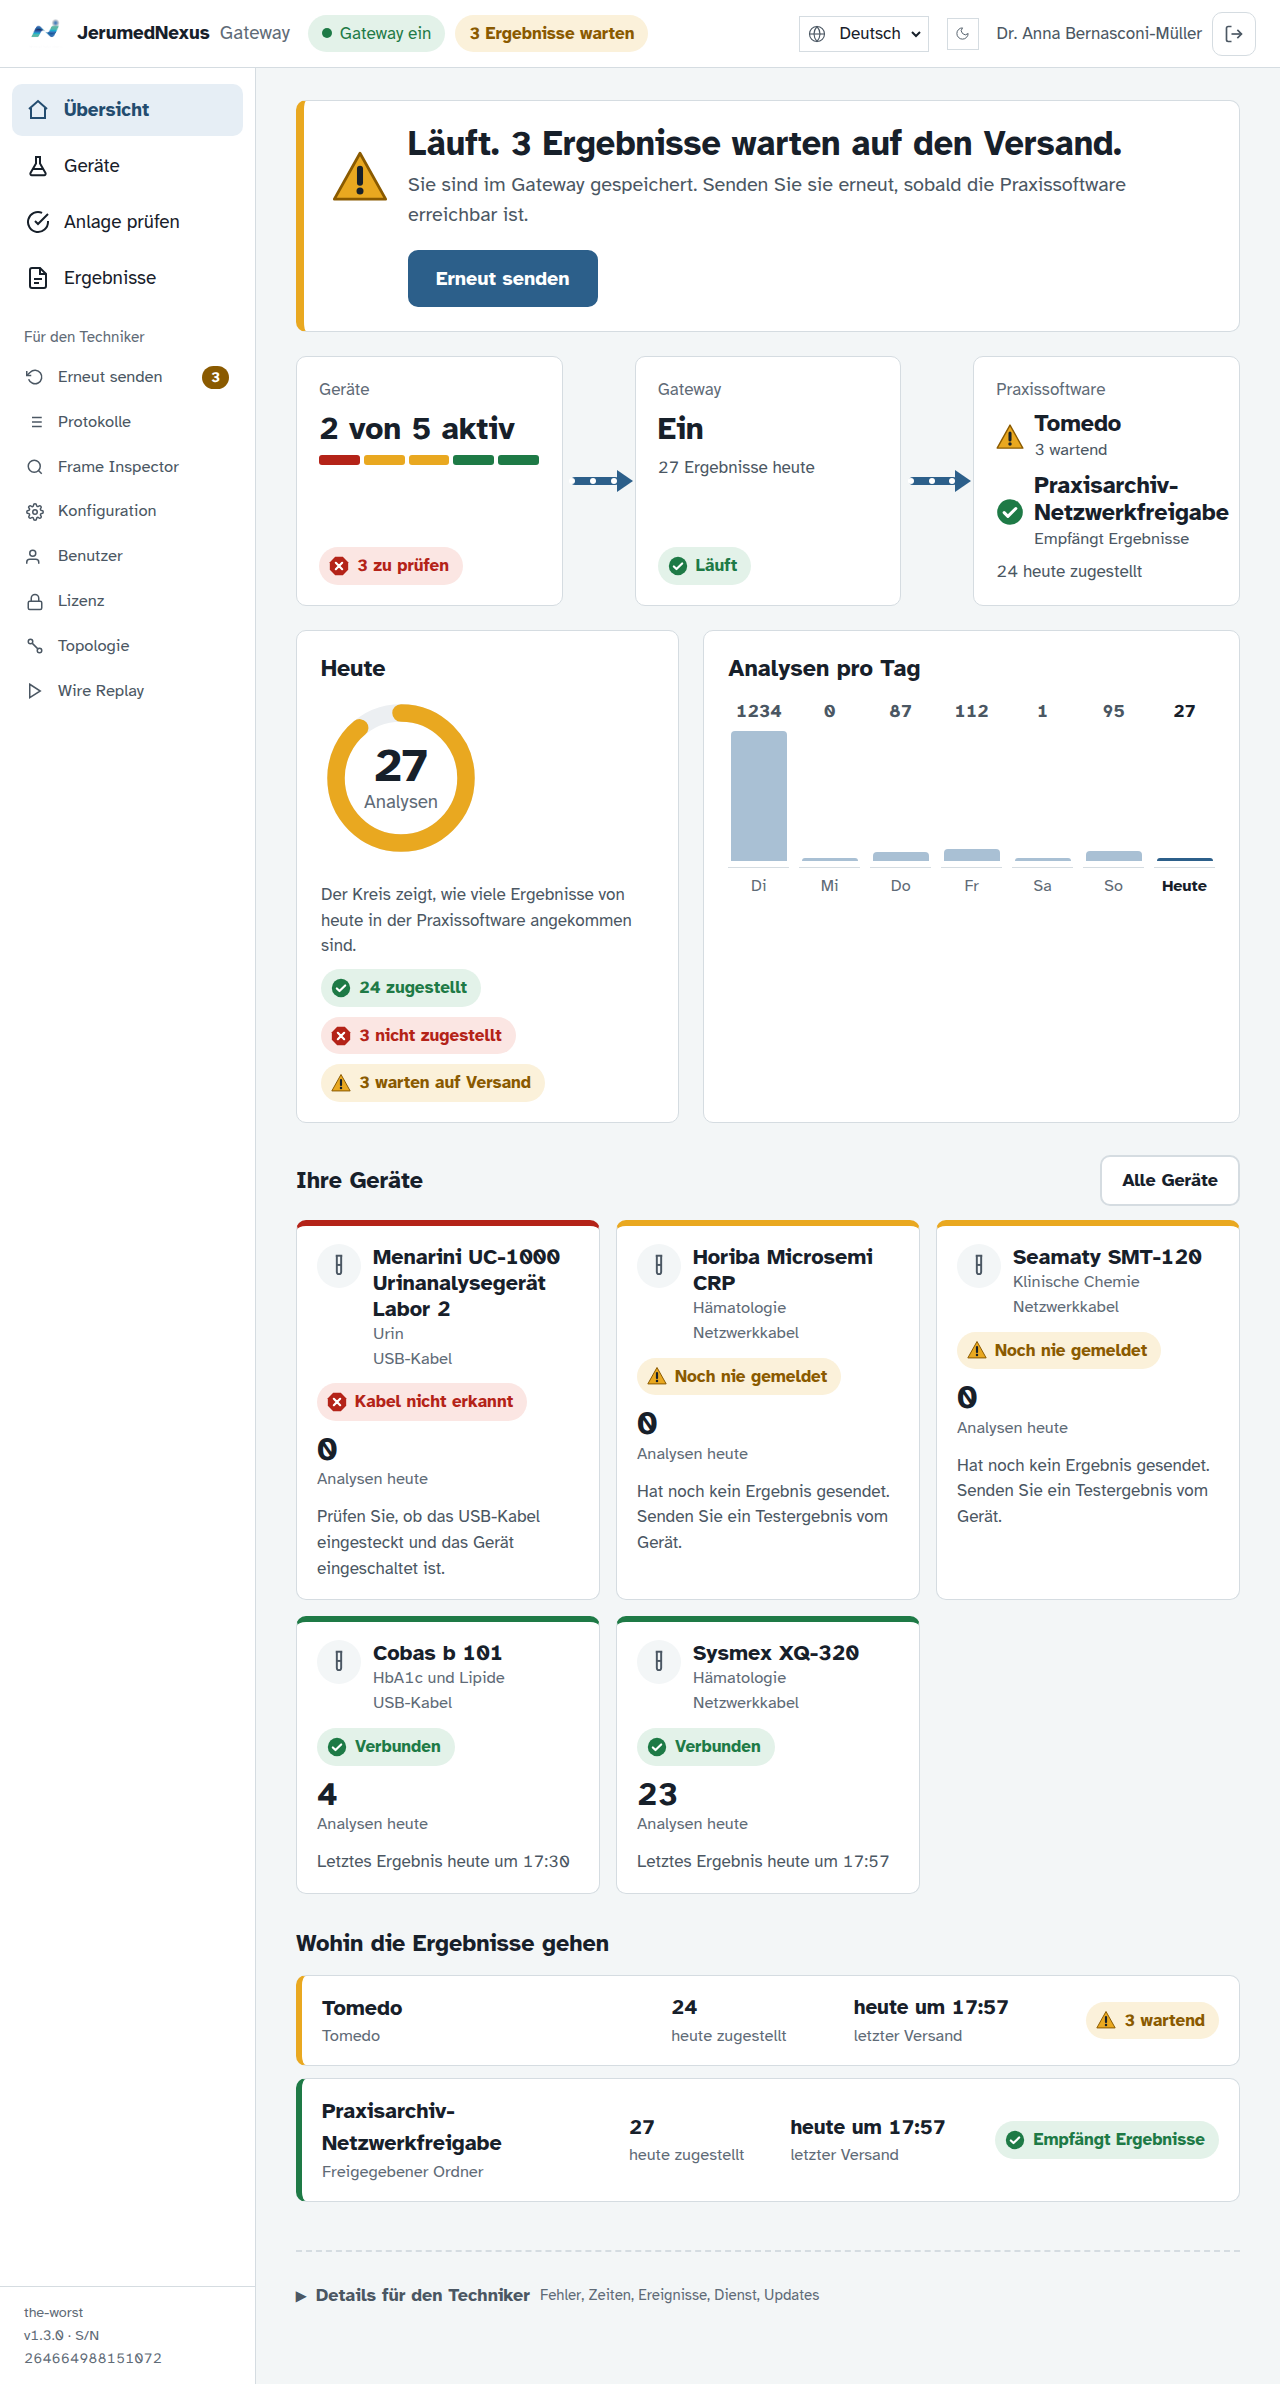 JerumedNexus Gateway
Gateway ein
3 Ergebnisse warten
Deutsch
Dr. Anna Bernasconi-Müller
Übersicht
Geräte
Anlage prüfen
Ergebnisse
Für den Techniker
Erneut senden 3
Protokolle
Frame Inspector
Konfiguration
Benutzer
Lizenz
Topologie
Wire Replay
the-worst
v1.3.0 · S/N
264664988151072
Läuft. 3 Ergebnisse warten auf den Versand.
Sie sind im Gateway gespeichert. Senden Sie sie erneut, sobald die Praxissoftware
erreichbar ist.
Erneut senden
Geräte
2 von 5 aktiv
3 zu prüfen
Gateway
Ein
27 Ergebnisse heute
Läuft
Praxissoftware
Tomedo
3 wartend
Praxisarchiv-
Netzwerkfreigabe
Empfängt Ergebnisse
24 heute zugestellt
Heute
27
Analysen
Der Kreis zeigt, wie viele Ergebnisse von
heute in der Praxissoftware angekommen
sind.
24 zugestellt
3 nicht zugestellt
3 warten auf Versand
Analysen pro Tag
1234 0 87 112 1 95 27
Di Mi Do Fr Sa So Heute
Ihre Geräte
Alle Geräte
Menarini UC-1000
Urinanalysegerät
Labor 2
Urin
USB-Kabel
Kabel nicht erkannt
0
Analysen heute
Prüfen Sie, ob das USB-Kabel
eingesteckt und das Gerät
eingeschaltet ist.
Horiba Microsemi
CRP
Hämatologie
Netzwerkkabel
Noch nie gemeldet
0
Analysen heute
Hat noch kein Ergebnis gesendet.
Senden Sie ein Testergebnis vom
Gerät.
Seamaty SMT-120
Klinische Chemie
Netzwerkkabel
Noch nie gemeldet
0
Analysen heute
Hat noch kein Ergebnis gesendet.
Senden Sie ein Testergebnis vom
Gerät.
Cobas b 101
HbA1c und Lipide
USB-Kabel
Verbunden
4
Analysen heute
Letztes Ergebnis heute um 17:30
Sysmex XQ-320
Hämatologie
Netzwerkkabel
Verbunden
23
Analysen heute
Letztes Ergebnis heute um 17:57
Wohin die Ergebnisse gehen
Tomedo
Tomedo
24
heute zugestellt
heute um 17:57
letzter Versand
3 wartend
Praxisarchiv-
Netzwerkfreigabe
Freigegebener Ordner
27
heute zugestellt
heute um 17:57
letzter Versand
Empfängt Ergebnisse
Details für den Techniker Fehler, Zeiten, Ereignisse, Dienst, Updates